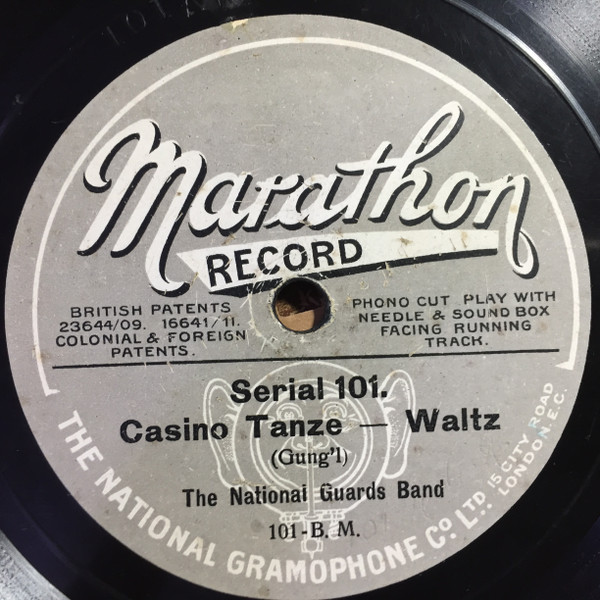 Marathon
RECORD
BRITISH PATENTS
23644/09. 16641/11.
COLONIAL & FOREIGN
PATENTS.
PHONO CUT PLAY WITH
NEEDLE & SOUND BOX
FACING RUNNING
TRACK.
Serial 101.
Casino Tanze — Waltz
(Gung'l)
The National Guards Band
101-B. M.
THE NATIONAL GRAMOPHONE Co. LTD. 15 CITY ROAD
LONDON. E.C.